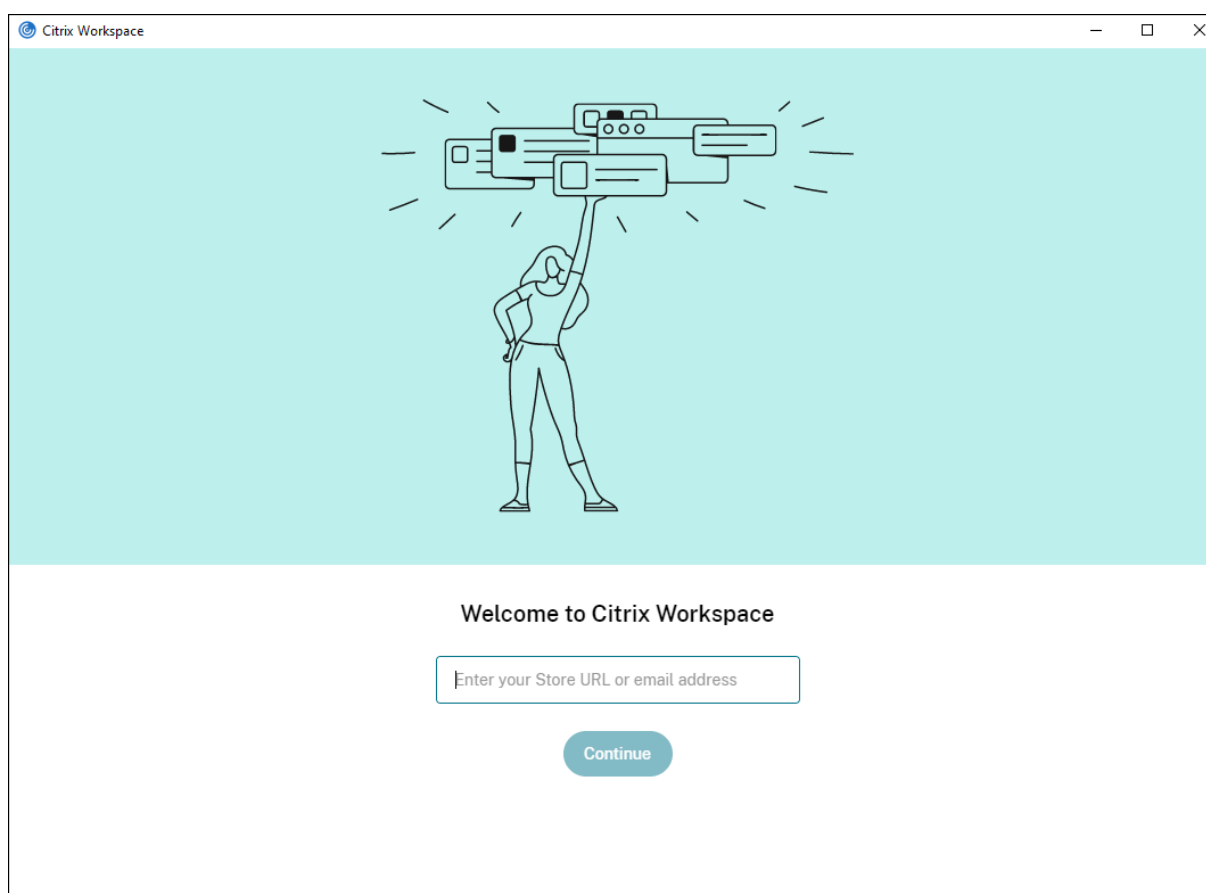 Citrix Workspace
Welcome to Citrix Workspace
Enter your Store URL or email address
Continue